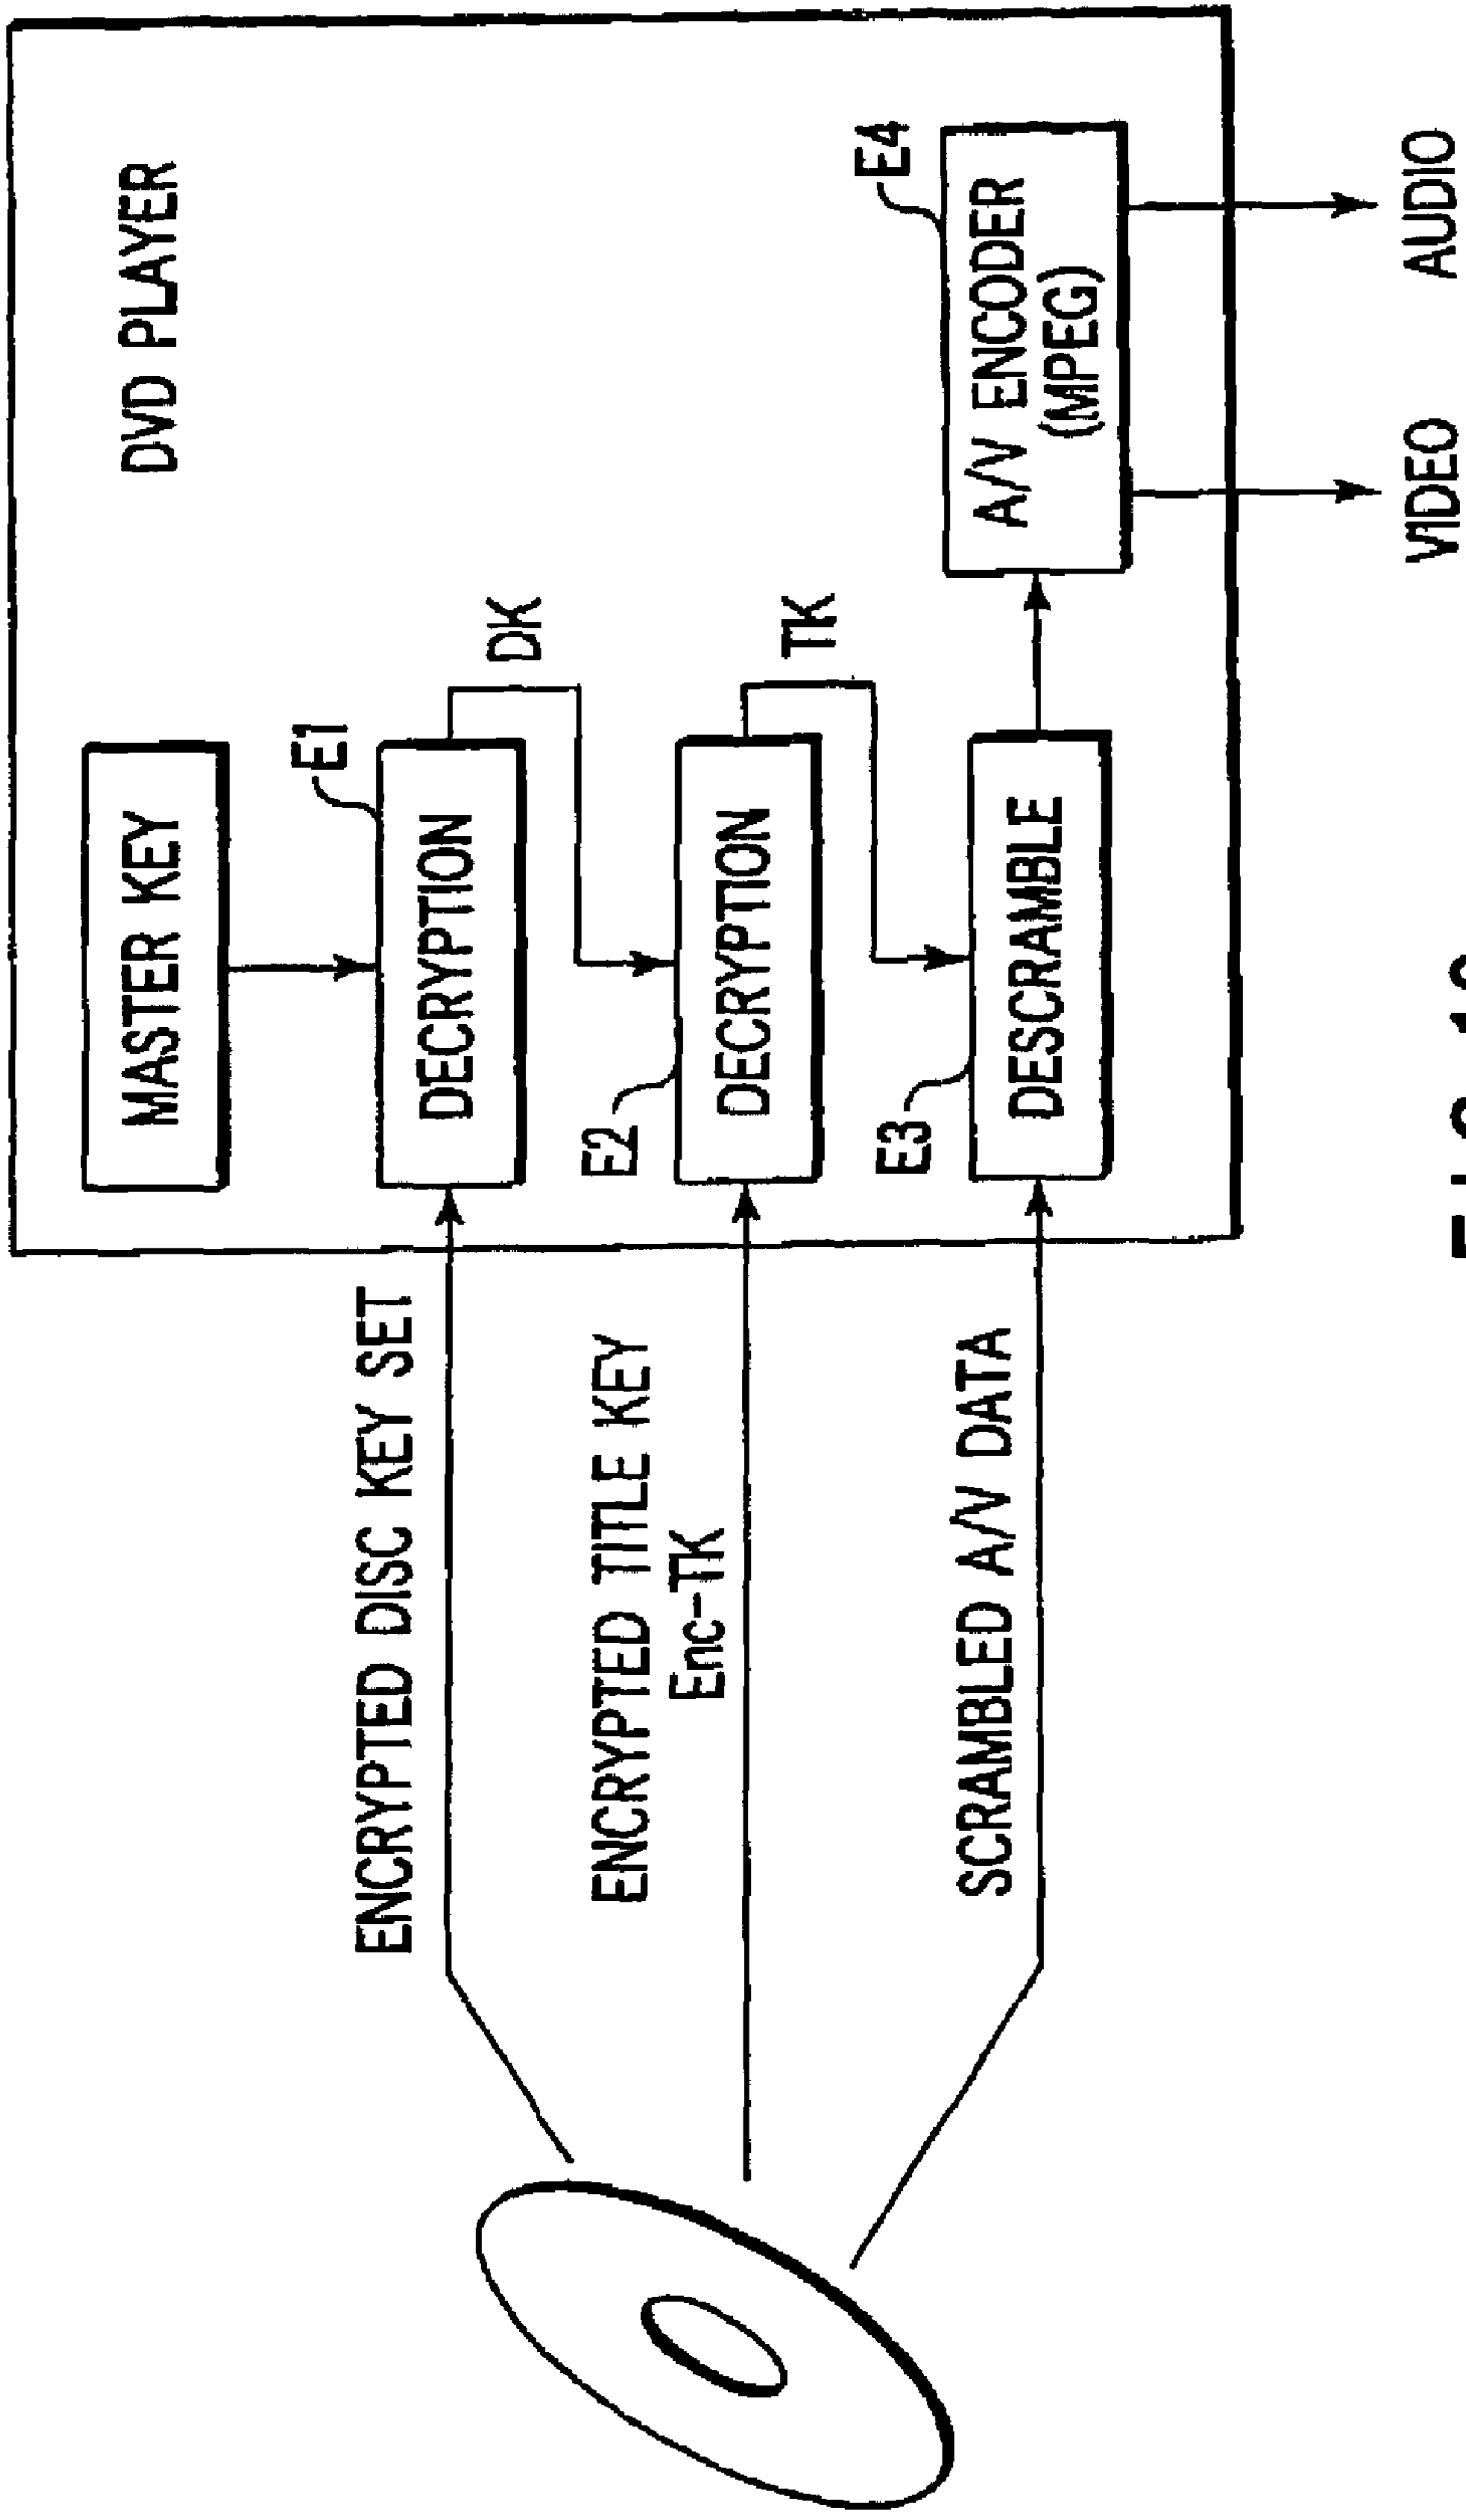 DVD PLAYER
MASTER KEY
E1
ENCRYPTED DISC KEY SET
DECRYPTION
DK
ENCRYPTED TITLE KEY
Enc-TK
E2
DECRYPTION
TK
SCRAMBLED A/V DATA
E3
DESCRAMBLE
E4
A/V ENCODER
(MPEG)
VIDEO
AUDIO